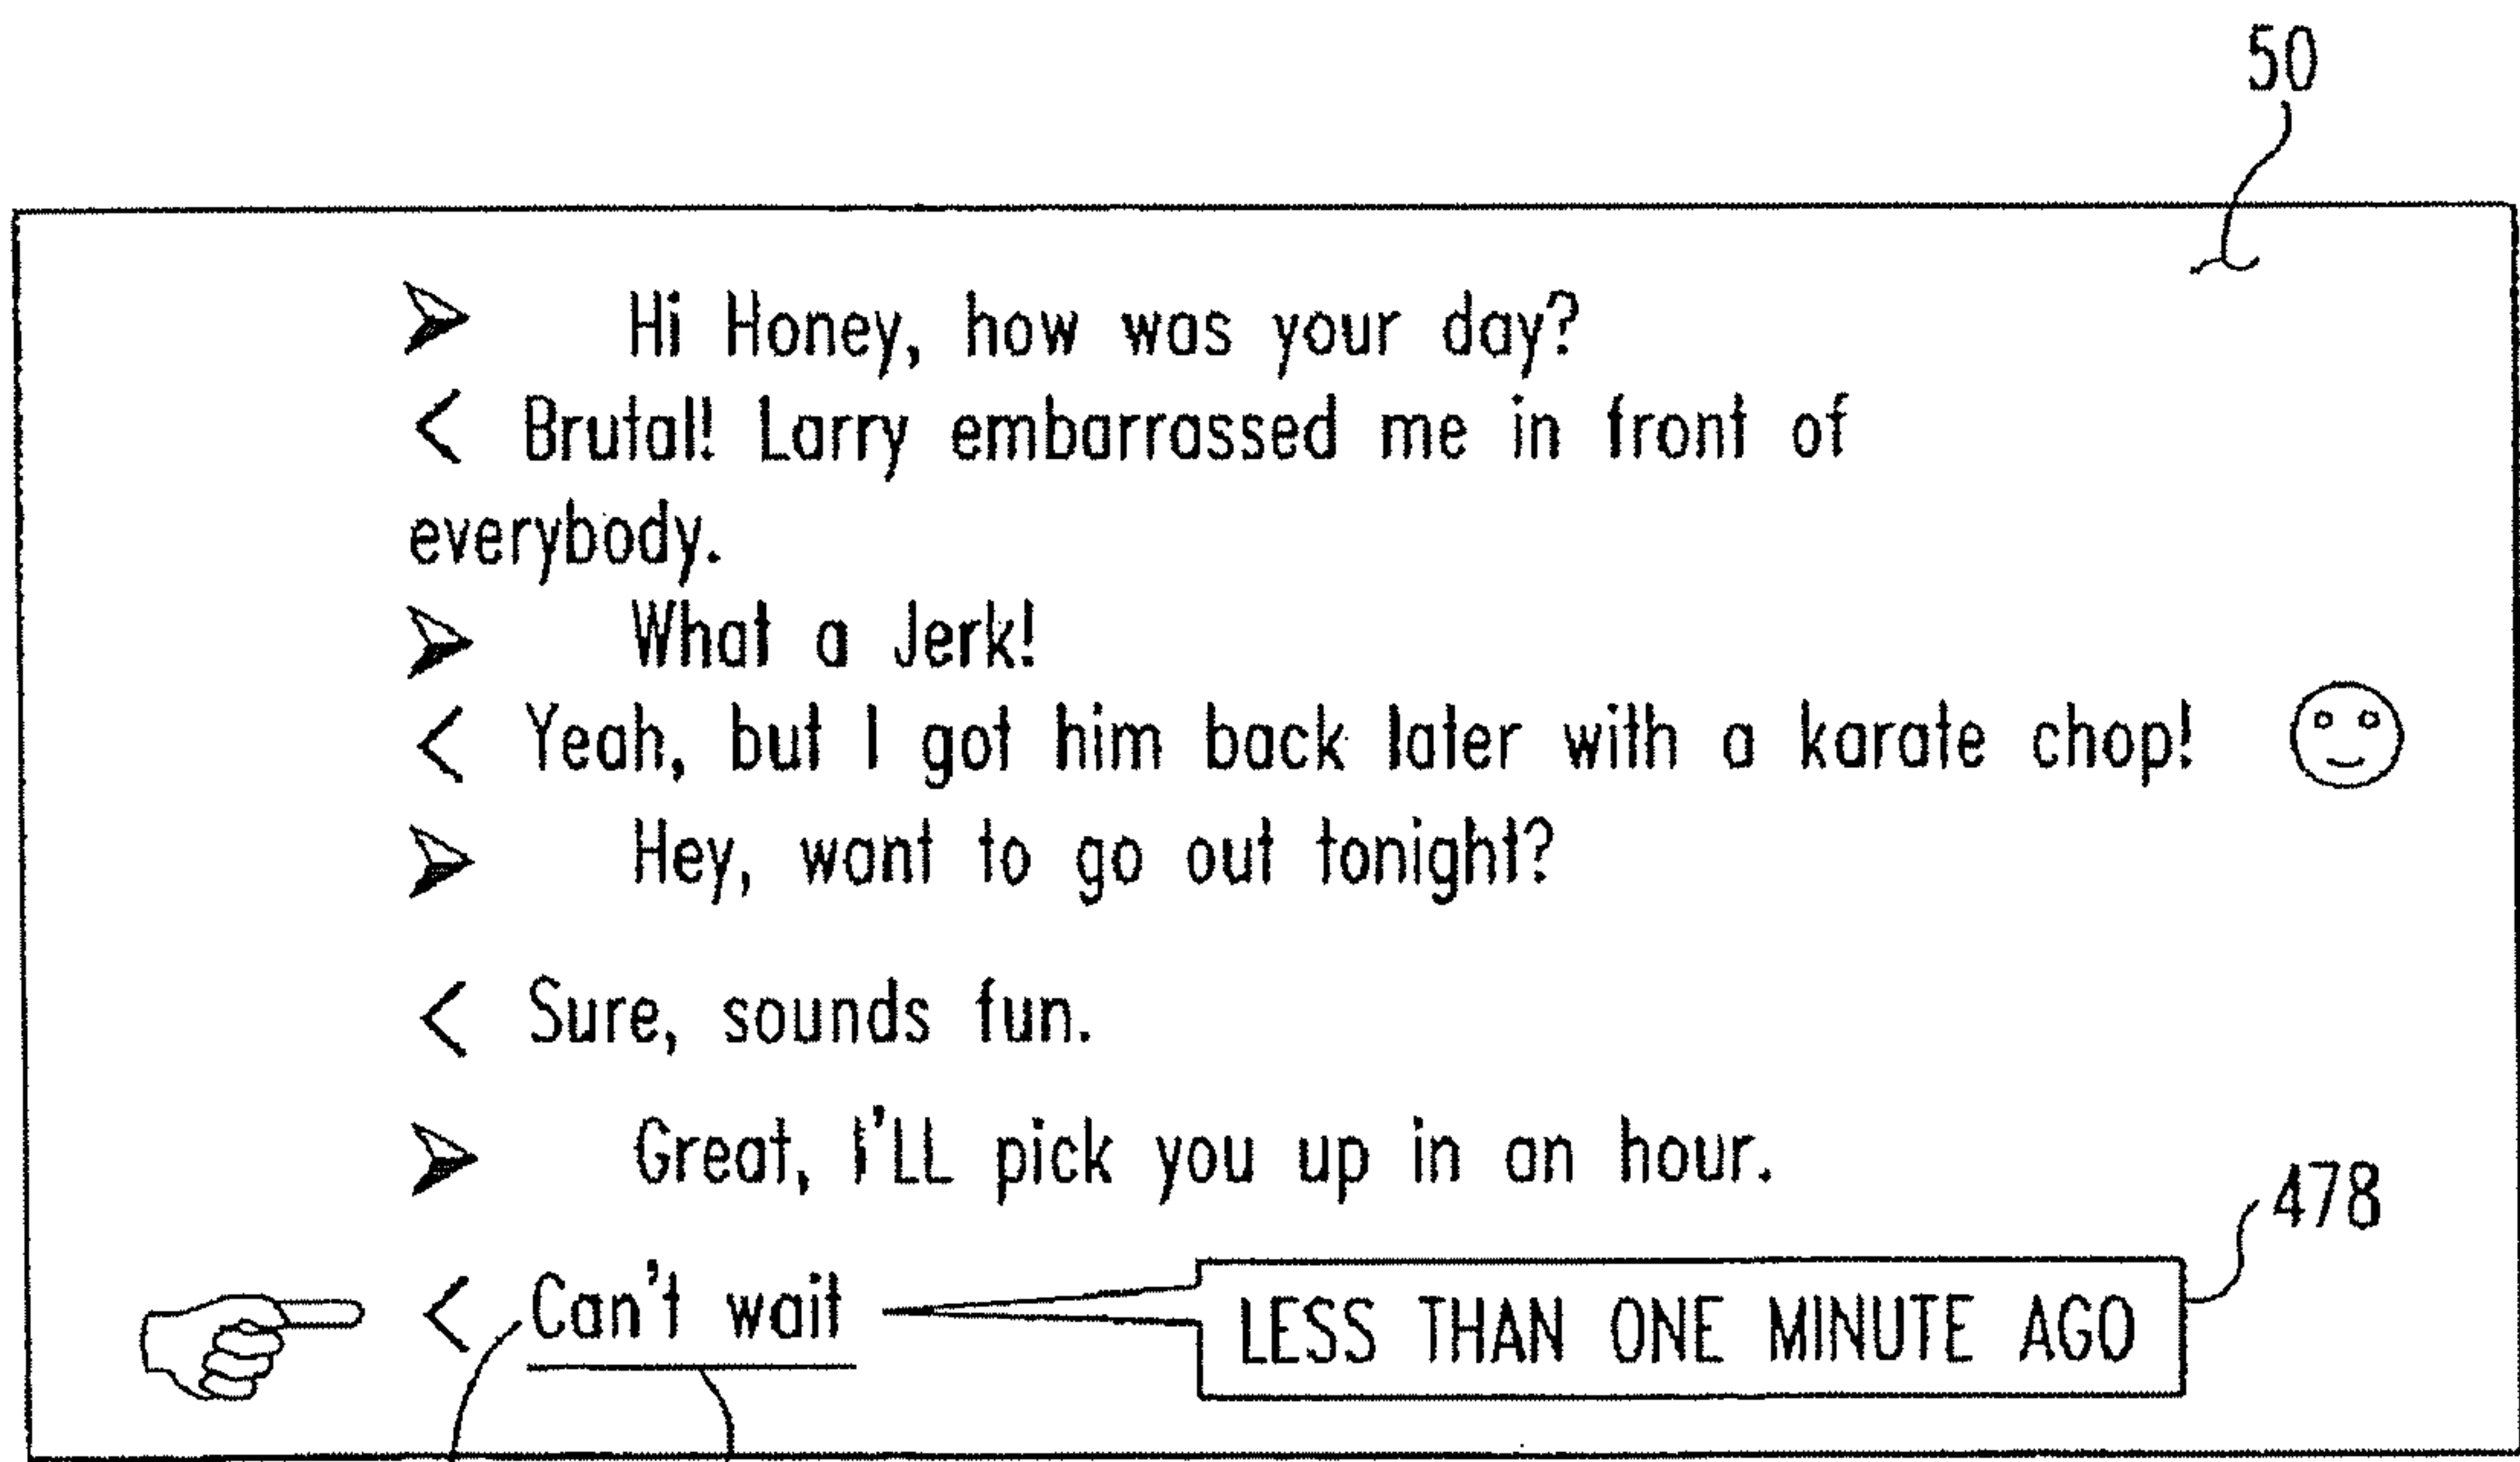 50
➢ Hi Honey, how was your day?
< Brutal! Larry embarrassed me in front of
everybody.
➢ What a Jerk!
< Yeah, but I got him back later with a karate chop!
➢ Hey, want to go out tonight?
< Sure, sounds fun.
➢ Great, I'LL pick you up in an hour.
478
< Can't wait LESS THAN ONE MINUTE AGO